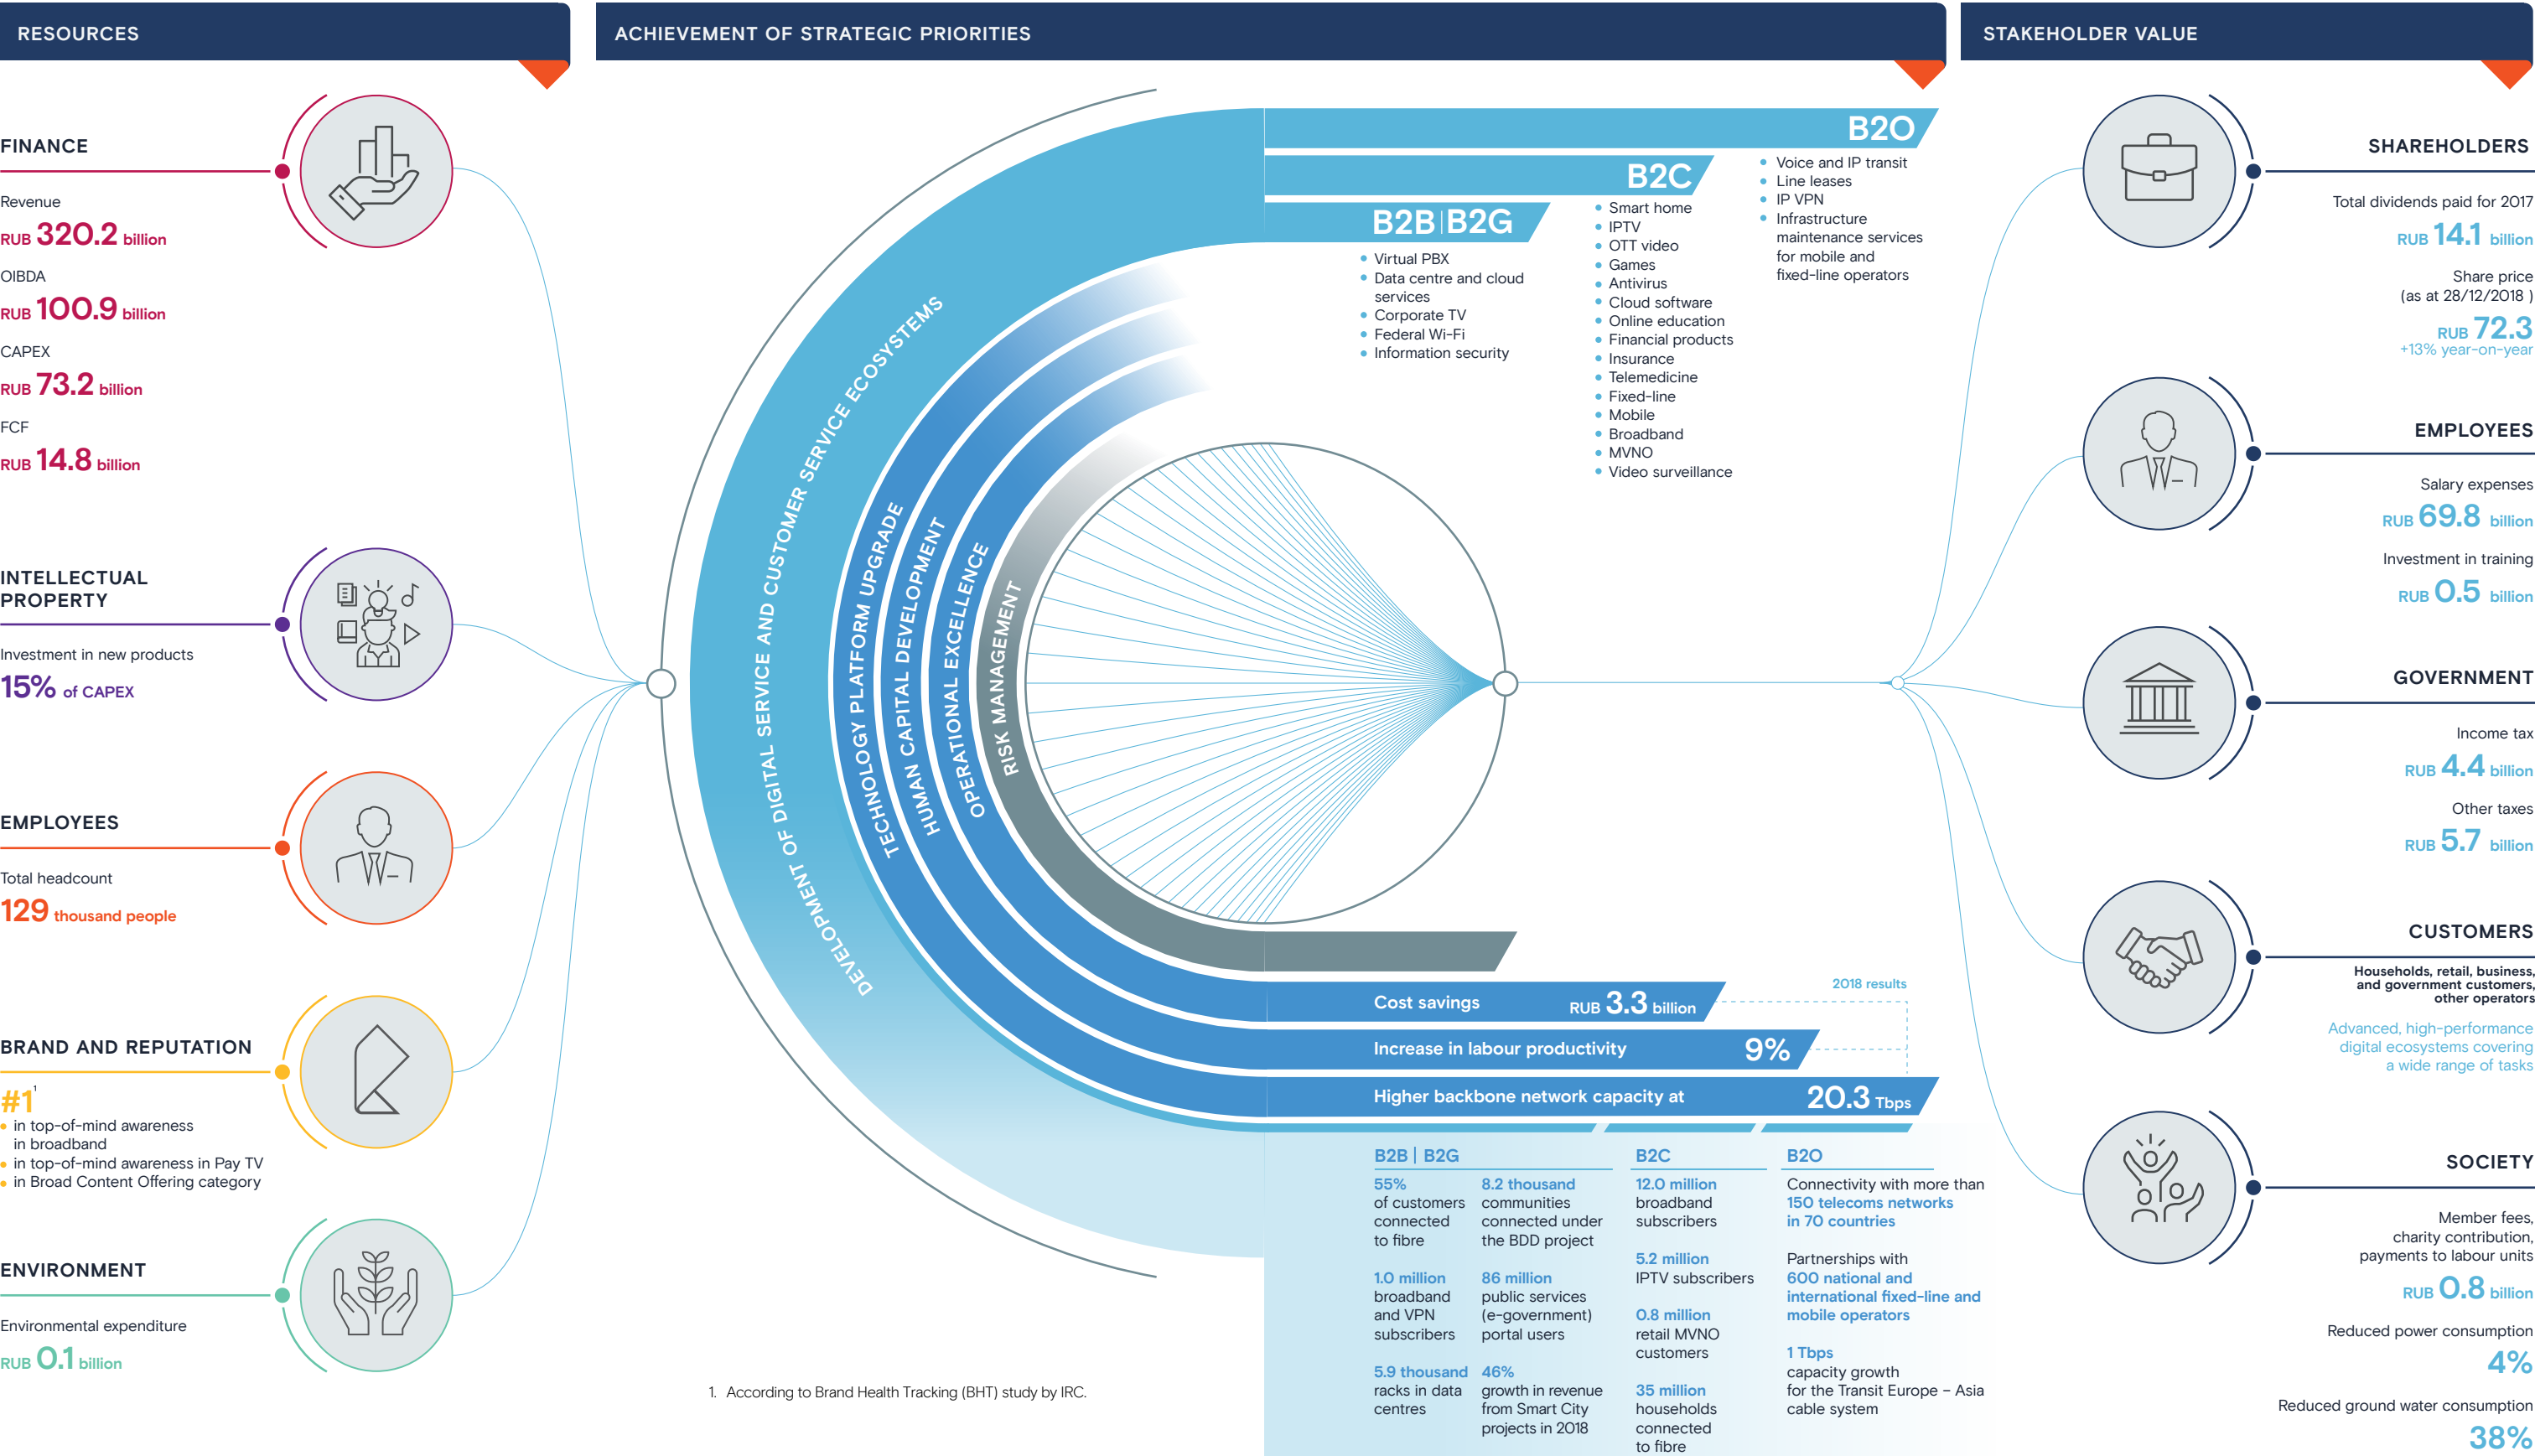 RESOURCES
FINANCE
Revenue
RUB 320.2 billion
OIBDA
RUB 100.9 billion
CAPEX
RUB 73.2 billion
FCF
RUB 14.8 billion
INTELLECTUAL
PROPERTY
Investment in new products
15% of CAPEX
EMPLOYEES
Total headcount
129 thousand people
BRAND AND REPUTATION
#1¹
• in top-of-mind awareness
in broadband
• in top-of-mind awareness in Pay TV
• in Broad Content Offering category
ENVIRONMENT
Environmental expenditure
RUB 0.1 billion
ACHIEVEMENT OF STRATEGIC PRIORITIES
DEVELOPMENT OF DIGITAL SERVICE AND CUSTOMER SERVICE ECOSYSTEMS
TECHNOLOGY PLATFORM UPGRADE
HUMAN CAPITAL DEVELOPMENT
OPERATIONAL EXCELLENCE
RISK MANAGEMENT
B2B | B2G
• Virtual PBX
• Data centre and cloud
services
• Corporate TV
• Federal Wi-Fi
• Information security
B2C
• Smart home
• IPTV
• OTT video
• Games
• Antivirus
• Cloud software
• Online education
• Financial products
• Insurance
• Telemedicine
• Fixed-line
• Mobile
• Broadband
• MVNO
• Video surveillance
B2O
• Voice and IP transit
• Line leases
• IP VPN
• Infrastructure
maintenance services
for mobile and
fixed-line operators
2018 results
Cost savings RUB 3.3 billion
Increase in labour productivity 9%
Higher backbone network capacity at 20.3 Tbps
B2B | B2G
55%
of customers
connected
to fibre
1.0 million
broadband
and VPN
subscribers
5.9 thousand
racks in data
centres
8.2 thousand
communities
connected under
the BDD project
86 million
public services
(e-government)
portal users
46%
growth in revenue
from Smart City
projects in 2018
B2C
12.0 million
broadband
subscribers
5.2 million
IPTV subscribers
0.8 million
retail MVNO
customers
35 million
households
connected
to fibre
B2O
Connectivity with more than
150 telecoms networks
in 70 countries
Partnerships with
600 national and
international fixed-line and
mobile operators
1 Tbps
capacity growth
for the Transit Europe – Asia
cable system
1. According to Brand Health Tracking (BHT) study by IRC.
STAKEHOLDER VALUE
SHAREHOLDERS
Total dividends paid for 2017
RUB 14.1 billion
Share price
(as at 28/12/2018 )
RUB 72.3
+13% year-on-year
EMPLOYEES
Salary expenses
RUB 69.8 billion
Investment in training
RUB 0.5 billion
GOVERNMENT
Income tax
RUB 4.4 billion
Other taxes
RUB 5.7 billion
CUSTOMERS
Households, retail, business,
and government customers,
other operators
Advanced, high-performance
digital ecosystems covering
a wide range of tasks
SOCIETY
Member fees,
charity contribution,
payments to labour units
RUB 0.8 billion
Reduced power consumption
4%
Reduced ground water consumption
38%